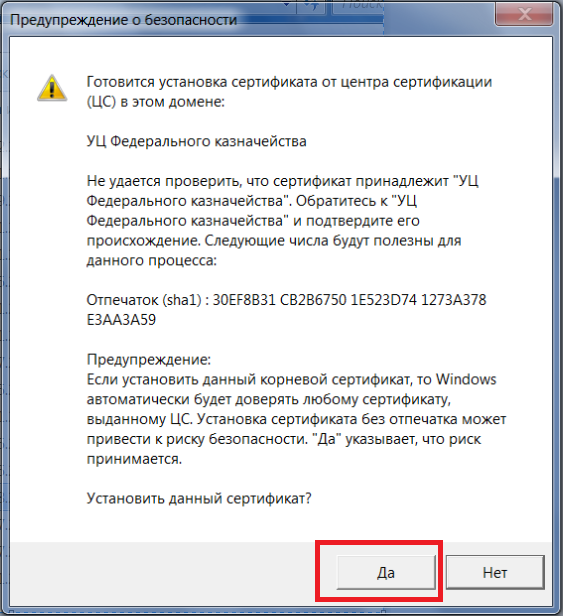 Предупреждение о безопасности
Готовится установка сертификата от центра сертификации
(ЦС) в этом домене:
УЦ Федерального казначейства
Не удается проверить, что сертификат принадлежит "УЦ
Федерального казначейства". Обратитесь к "УЦ
Федерального казначейства" и подтвердите его
происхождение. Следующие числа будут полезны для
данного процесса:
Отпечаток (sha1) : 30EF8B31 CB2B6750 1E523D74 1273A378
E3AA3A59
Предупреждение:
Если установить данный корневой сертификат, то Windows
автоматически будет доверять любому сертификату,
выданному ЦС. Установка сертификата без отпечатка может
привести к риску безопасности. "Да" указывает, что риск
принимается.
Установить данный сертификат?
Да
Нет